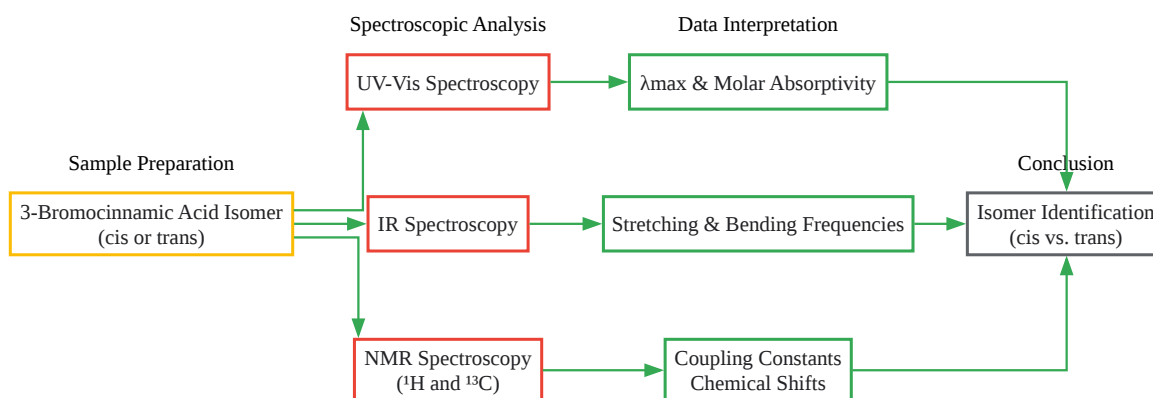 Spectroscopic Analysis
Data Interpretation
UV-Vis Spectroscopy
λmax & Molar Absorptivity
Sample Preparation
Conclusion
3-Bromocinnamic Acid Isomer
(cis or trans)
IR Spectroscopy
Stretching & Bending Frequencies
Isomer Identification
(cis vs. trans)
NMR Spectroscopy
(¹H and ¹³C)
Coupling Constants
Chemical Shifts